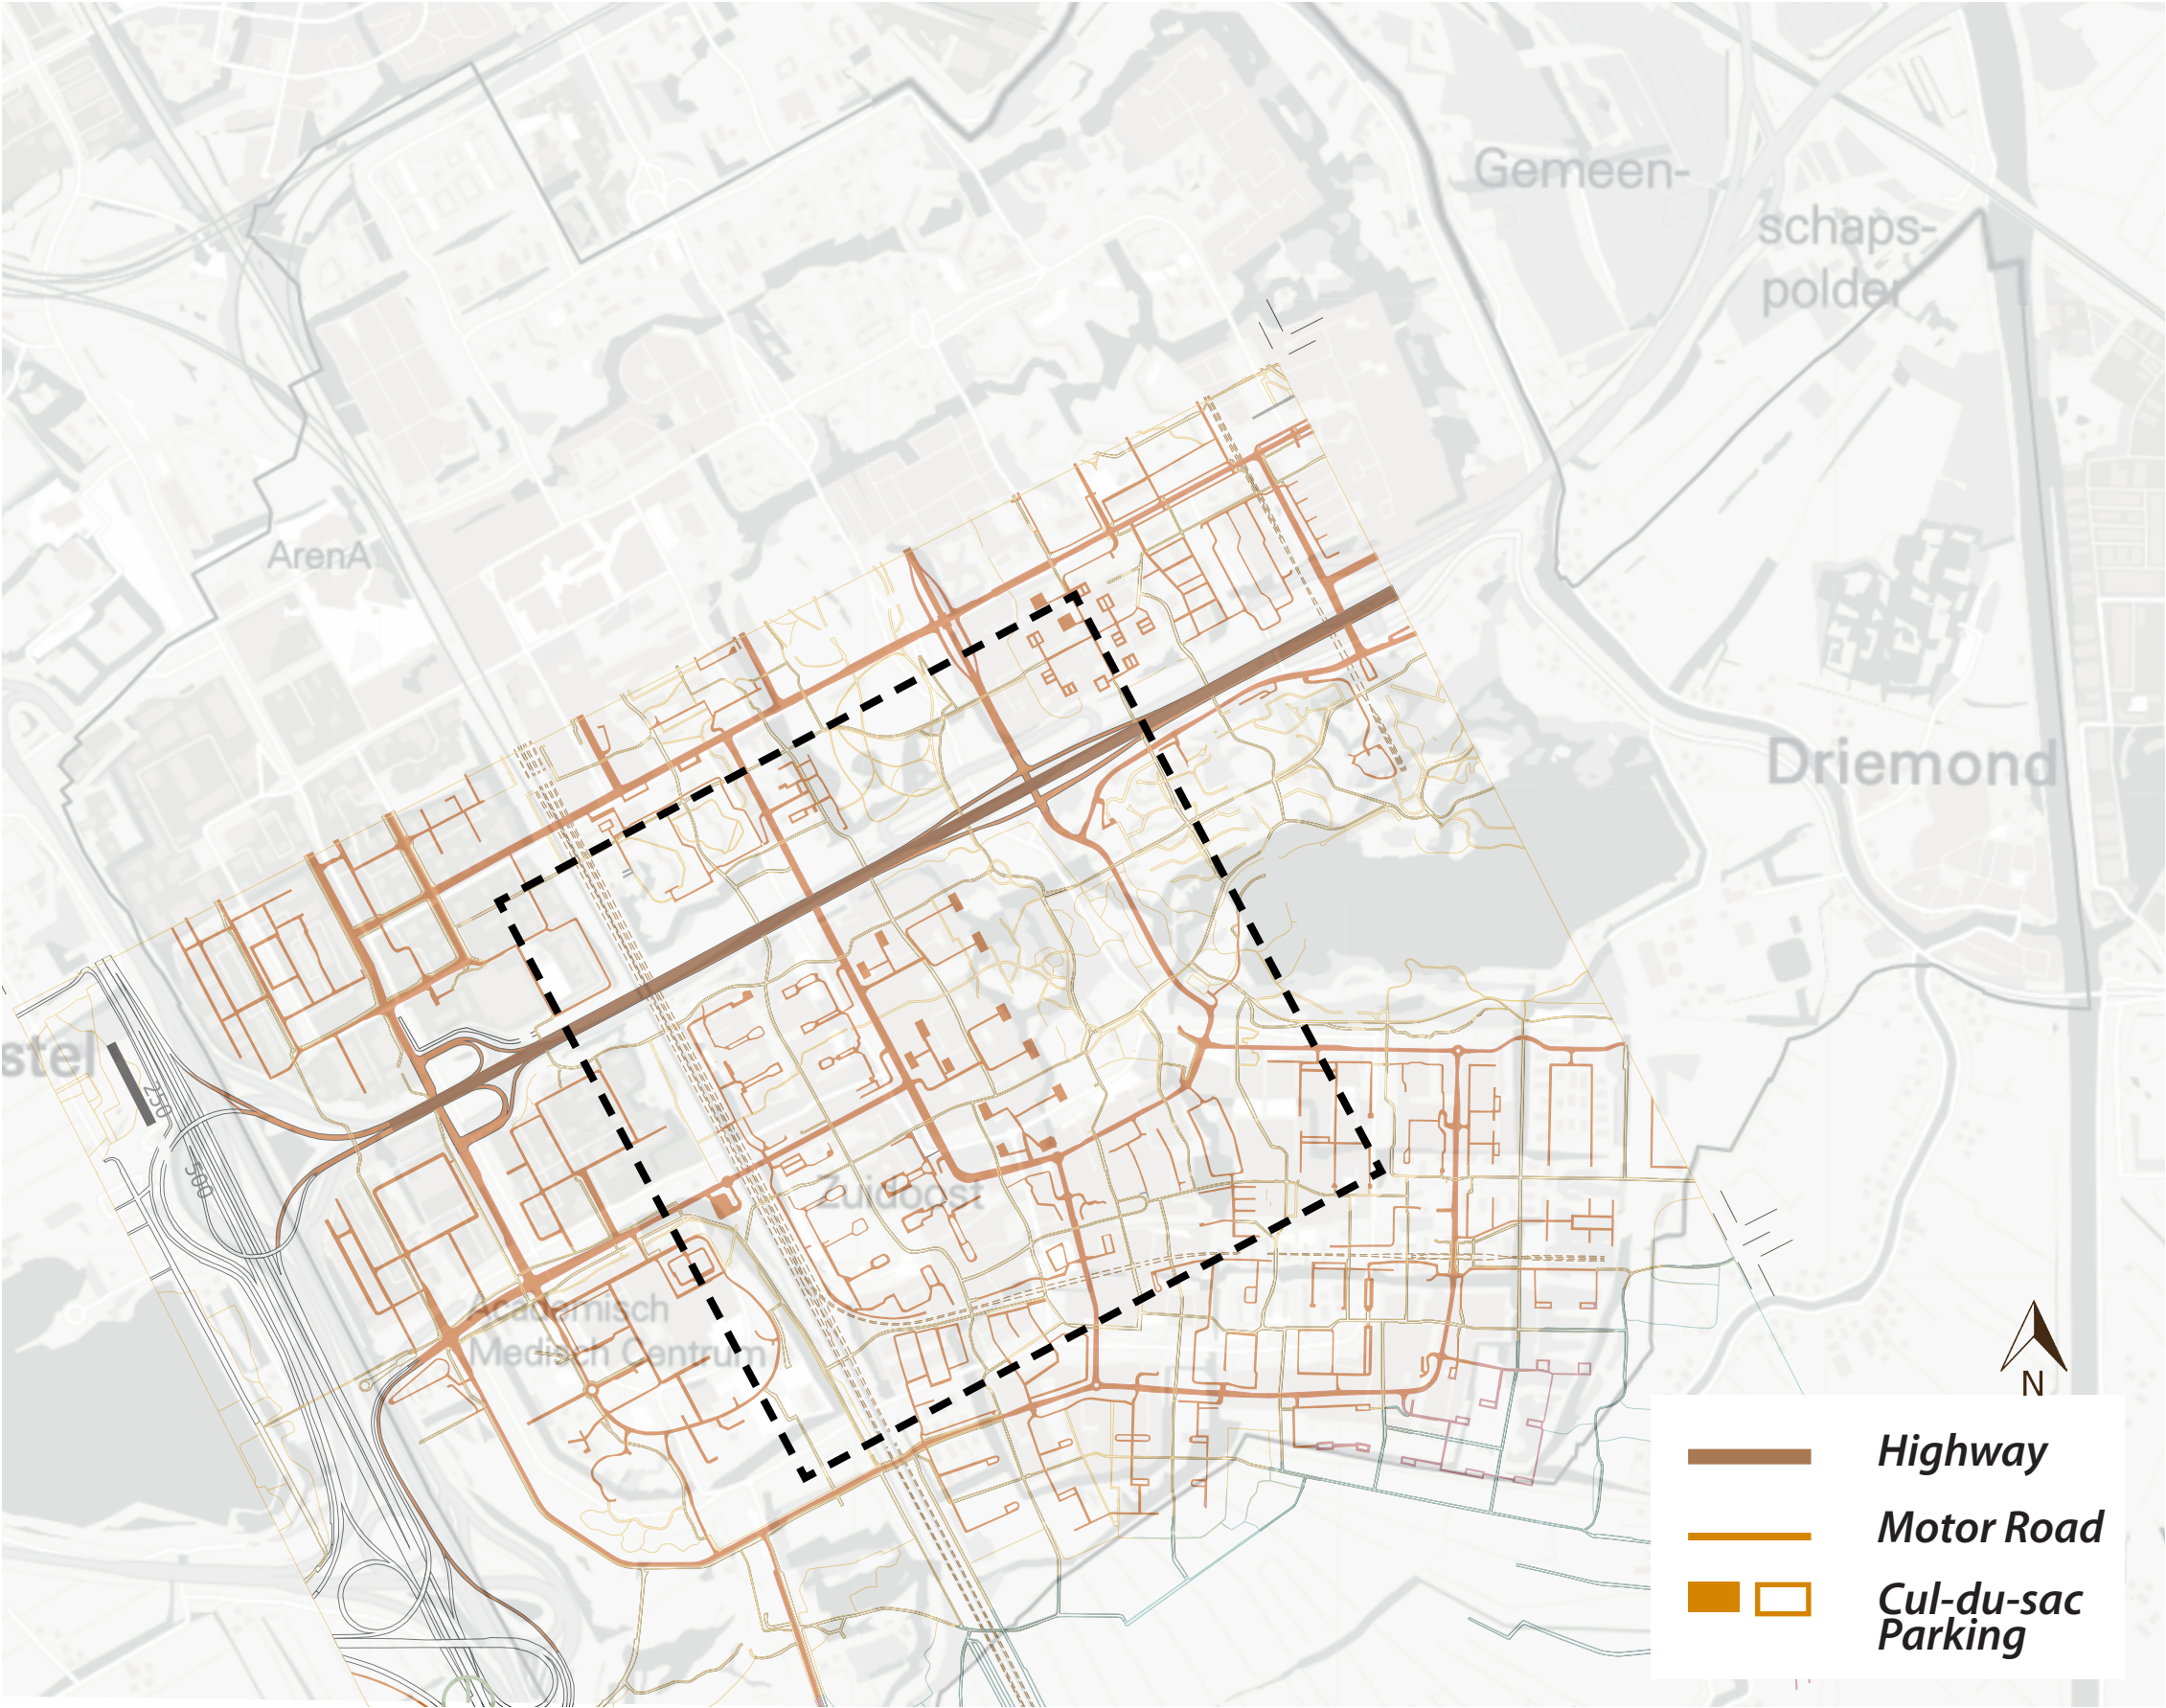 Gemeen-
schaps-
polder
ArenA
Driemond
stel
250
500
Zuidoost
Academisch
Medisch Centrum
N
Highway
Motor Road
Cul-du-sac
Parking